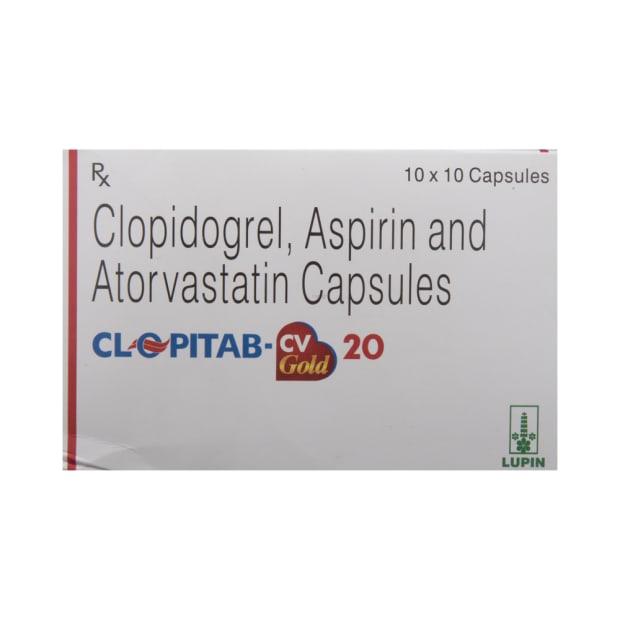 Rx
10 x 10 Capsules
Clopidogrel, Aspirin and
Atorvastatin Capsules
CLOPITAB-CV Gold 20
LUPIN